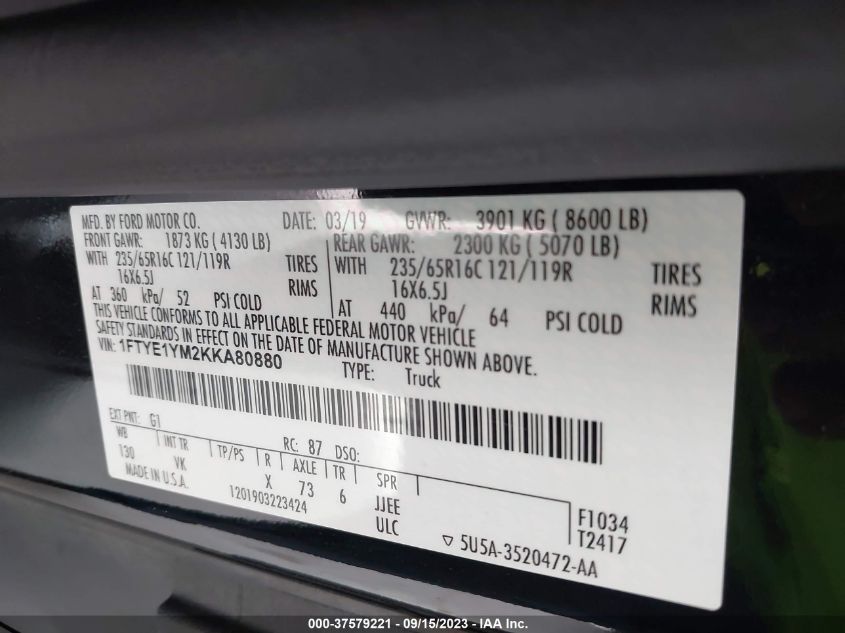 MFD. BY FORD MOTOR CO. DATE: 03/19 GVWR: 3901 KG ( 8600 LB)
FRONT GAWR: 1873 KG ( 4130 LB) REAR GAWR: 2300 KG ( 5070 LB)
WITH 235/65R16C 121/119R TIRES WITH 235/65R16C 121/119R TIRES
16X6.5J RIMS 16X6.5J RIMS
AT 360 kPa/ 52 PSI COLD AT 440 kPa/ 64 PSI COLD
THIS VEHICLE CONFORMS TO ALL APPLICABLE FEDERAL MOTOR VEHICLE
SAFETY STANDARDS IN EFFECT ON THE DATE OF MANUFACTURE SHOWN ABOVE.
VIN: 1FTYE1YM2KKA80880 TYPE: Truck
EXT PNT: G1 RC: 87 DSO:
WB INT TR TP/PS R AXLE TR SPR
130 VK X 73 6 JJEE
MADE IN U.S.A. 1201903223424 ULC
F1034
T2417
▽ 5U5A-3520472-AA
000-37579221 - 09/15/2023 - IAA Inc.